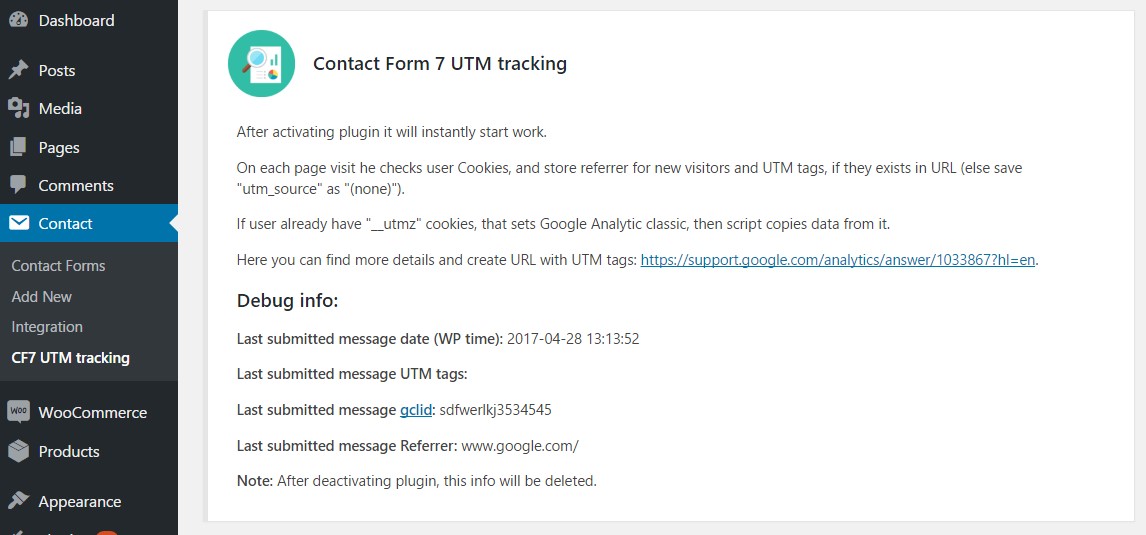 Dashboard
Posts
Media
Pages
Comments
Contact
Contact Forms
Add New
Integration
CF7 UTM tracking
WOO WooCommerce
Products
Appearance
Contact Form 7 UTM tracking
After activating plugin it will instantly start work.
On each page visit he checks user Cookies, and store referrer for new visitors and UTM tags, if they exists in URL (else save
"utm_source" as "(none)").
If user already have "__utmz" cookies, that sets Google Analytic classic, then script copies data from it.
Here you can find more details and create URL with UTM tags: https://support.google.com/analytics/answer/1033867?hl=en.
Debug info:
Last submitted message date (WP time): 2017-04-28 13:13:52
Last submitted message UTM tags:
Last submitted message gclid: sdfwerlkj3534545
Last submitted message Referrer: www.google.com/
Note: After deactivating plugin, this info will be deleted.